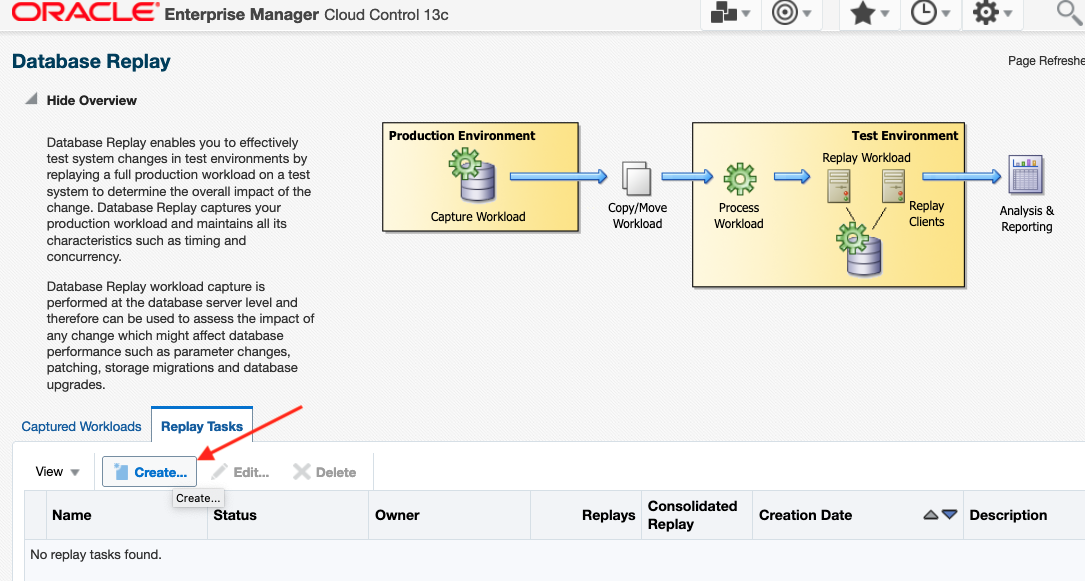 ORACLE® Enterprise Manager Cloud Control 13c
Database Replay
Page Refreshe
Hide Overview
Database Replay enables you to effectively
test system changes in test environments by
replaying a full production workload on a test
system to determine the overall impact of the
change. Database Replay captures your
production workload and maintains all its
characteristics such as timing and
concurrency.
Database Replay workload capture is
performed at the database server level and
therefore can be used to assess the impact of
any change which might affect database
performance such as parameter changes,
patching, storage migrations and database
upgrades.
Production Environment
Capture Workload
Copy/Move
Workload
Test Environment
Process
Workload
Replay Workload
Replay
Clients
Analysis &
Reporting
Captured Workloads
Replay Tasks
View
Create...
Edit...
Delete
Create...
Name
Status
Owner
Replays
Consolidated
Replay
Creation Date
Description
No replay tasks found.